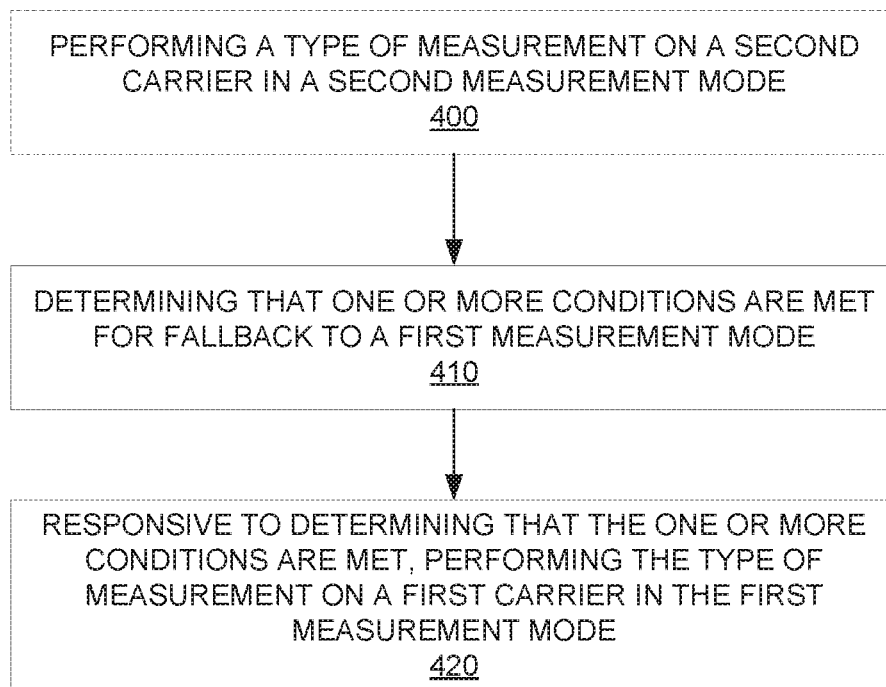 PERFORMING A TYPE OF MEASUREMENT ON A SECOND
CARRIER IN A SECOND MEASUREMENT MODE
400
DETERMINING THAT ONE OR MORE CONDITIONS ARE MET
FOR FALLBACK TO A FIRST MEASUREMENT MODE
410
RESPONSIVE TO DETERMINING THAT THE ONE OR MORE
CONDITIONS ARE MET, PERFORMING THE TYPE OF
MEASUREMENT ON A FIRST CARRIER IN THE FIRST
MEASUREMENT MODE
420